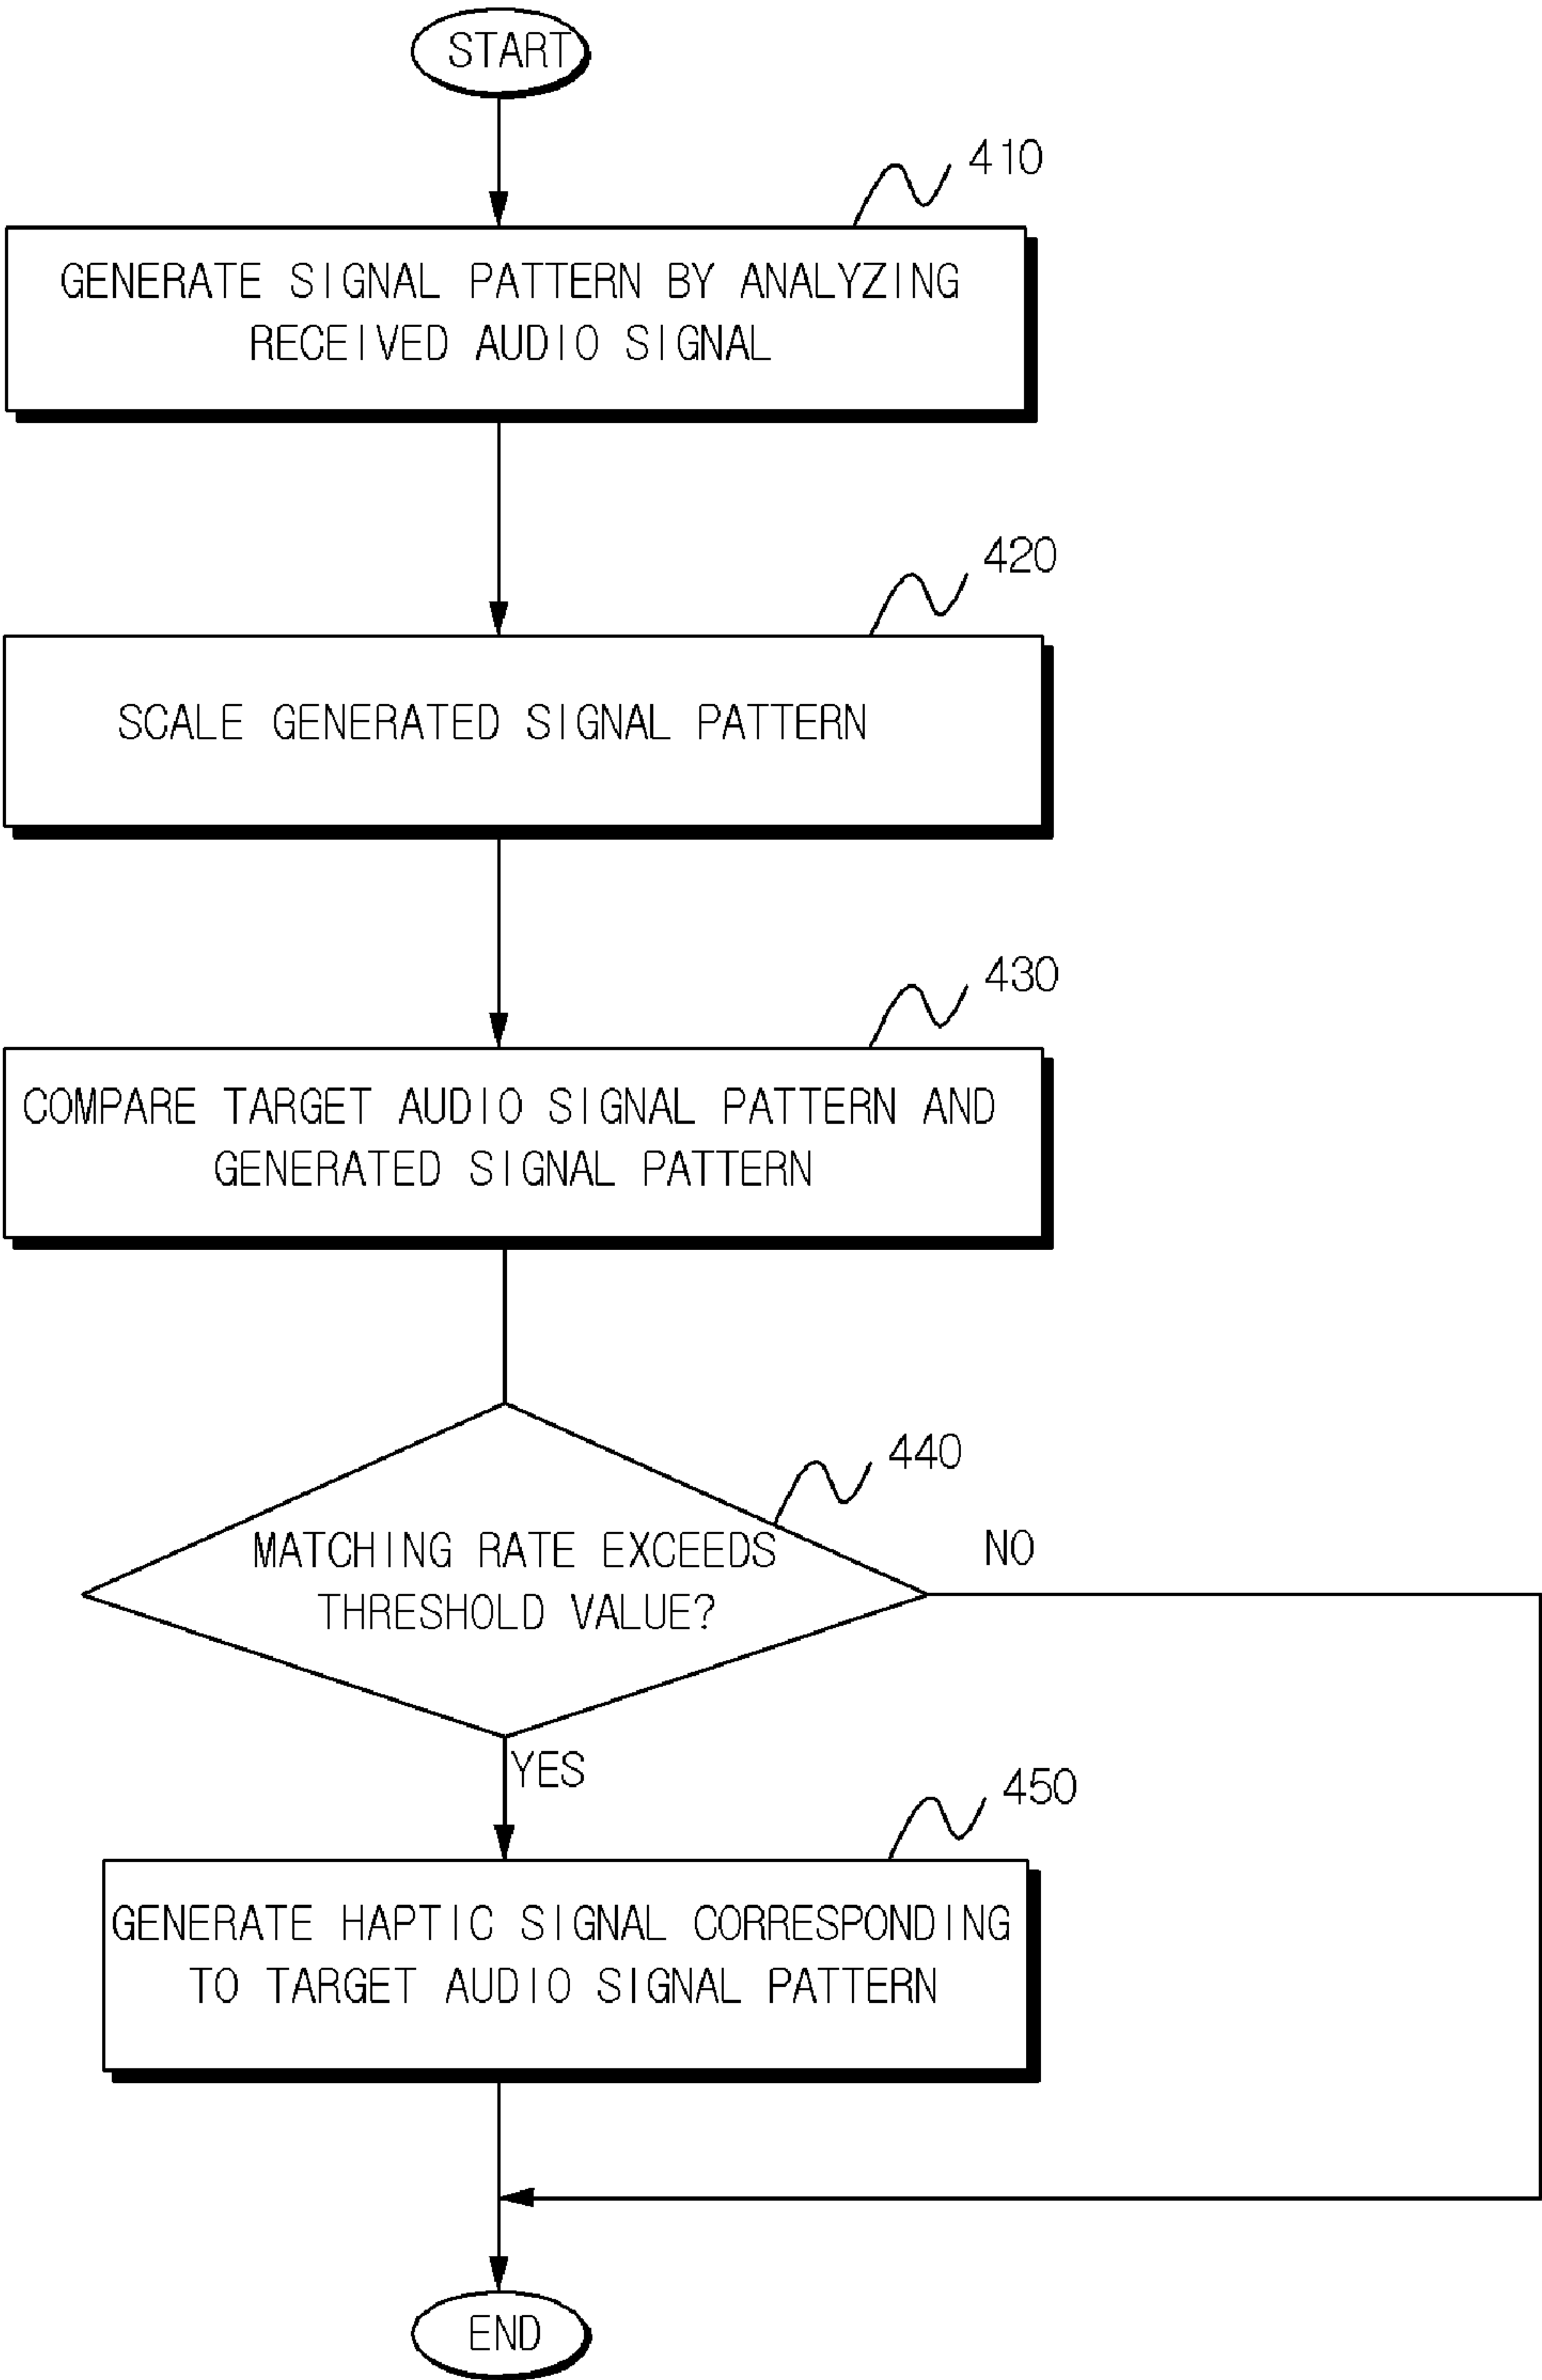 START
410
GENERATE SIGNAL PATTERN BY ANALYZING
RECEIVED AUDIO SIGNAL
420
SCALE GENERATED SIGNAL PATTERN
430
COMPARE TARGET AUDIO SIGNAL PATTERN AND
GENERATED SIGNAL PATTERN
440
MATCHING RATE EXCEEDS
THRESHOLD VALUE?
NO
YES
450
GENERATE HAPTIC SIGNAL CORRESPONDING
TO TARGET AUDIO SIGNAL PATTERN
END